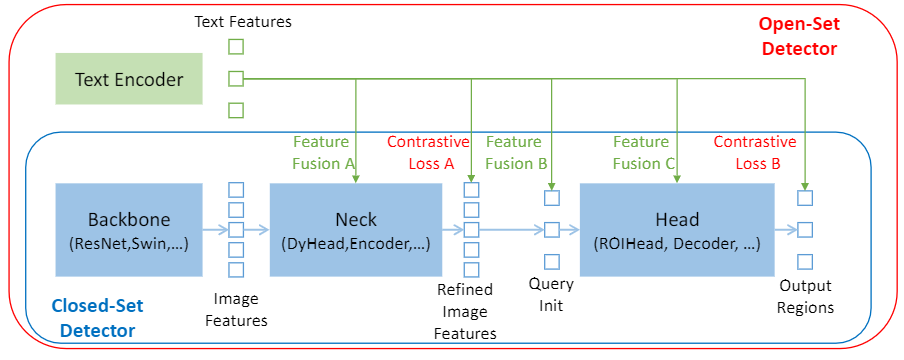 Text Features
Open-Set
Detector
Text Encoder
Feature
Fusion A
Contrastive
Loss A
Feature
Fusion B
Feature
Fusion C
Contrastive
Loss B
Backbone
(ResNet,Swin,...)
Neck
(DyHead,Encoder,...)
Head
(ROIHead, Decoder, ...)
Closed-Set
Detector
Image
Features
Refined
Image
Features
Query
Init
Output
Regions